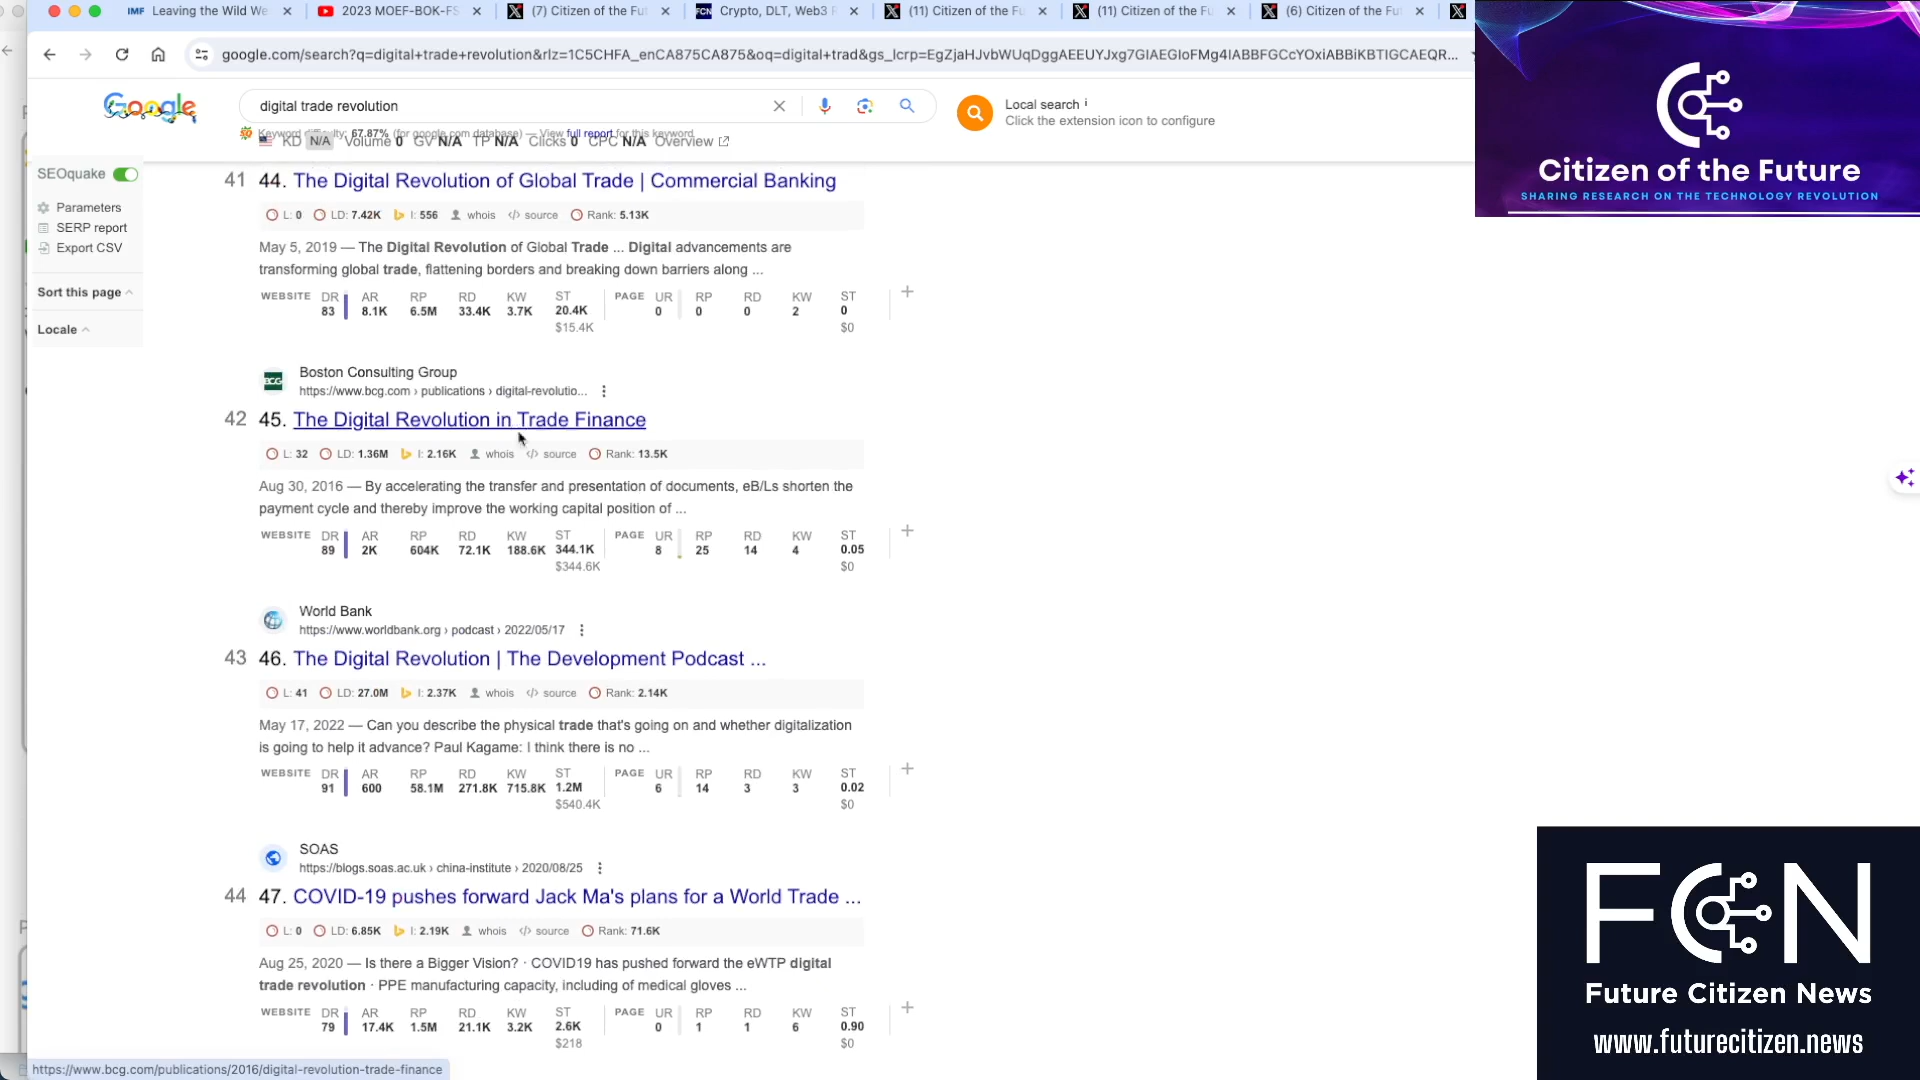 IMF Leaving the Wild We
2023 MOEF-BOK-FS
(7) Citizen of the Fu
FCN Crypto, DLT, Web3 F
(11) Citizen of the Fu
(11) Citizen of the Fu
(6) Citizen of the Fut
google.com/search?q=digital+trade+revolution&rlz=1C5CHFA_enCA875CA875&oq=digital+trad&gs_lcrp=EgZjaHJvbWUqDggAEEUYJxg7GIAEGIoFMg4IABBFGCcYOxiABBiKBTIGCAEQR...
Google
digital trade revolution
Local search i
Click the extension icon to configure
Keyword difficulty: 67.87% (for google.com database) — View full report for this keyword.
KD N/A Volume 0 GV N/A TP N/A Clicks 0 CPC N/A Overview
SEOquake
Parameters
SERP report
Export CSV
Sort this page
Locale
41 44. The Digital Revolution of Global Trade | Commercial Banking
L: 0 LD: 7.42K I: 556 whois </> source Rank: 5.13K
May 5, 2019 — The Digital Revolution of Global Trade ... Digital advancements are
transforming global trade, flattening borders and breaking down barriers along ...
WEBSITE DR AR RP RD KW ST PAGE UR RP RD KW ST
83 8.1K 6.5M 33.4K 3.7K 20.4K 0 0 0 2 0
$15.4K $0
BCG
Boston Consulting Group
https://www.bcg.com › publications › digital-revolutio...
42 45. The Digital Revolution in Trade Finance
L: 32 LD: 1.36M I: 2.16K whois </> source Rank: 13.5K
Aug 30, 2016 — By accelerating the transfer and presentation of documents, eB/Ls shorten the
payment cycle and thereby improve the working capital position of ...
WEBSITE DR AR RP RD KW ST PAGE UR RP RD KW ST
89 2K 604K 72.1K 188.6K 344.1K 8 25 14 4 0.05
$344.6K $0
World Bank
https://www.worldbank.org › podcast › 2022/05/17
43 46. The Digital Revolution | The Development Podcast ...
L: 41 LD: 27.0M I: 2.37K whois </> source Rank: 2.14K
May 17, 2022 — Can you describe the physical trade that's going on and whether digitalization
is going to help it advance? Paul Kagame: I think there is no ...
WEBSITE DR AR RP RD KW ST PAGE UR RP RD KW ST
91 600 58.1M 271.8K 715.8K 1.2M 6 14 3 3 0.02
$540.4K $0
SOAS
https://blogs.soas.ac.uk › china-institute › 2020/08/25
44 47. COVID-19 pushes forward Jack Ma's plans for a World Trade ...
L: 0 LD: 6.85K I: 2.19K whois </> source Rank: 71.6K
Aug 25, 2020 — Is there a Bigger Vision? · COVID19 has pushed forward the eWTP digital
trade revolution · PPE manufacturing capacity, including of medical gloves ...
WEBSITE DR AR RP RD KW ST PAGE UR RP RD KW ST
79 17.4K 1.5M 21.1K 3.2K 2.6K 0 1 1 6 0.90
$218 $0
https://www.bcg.com/publications/2016/digital-revolution-trade-finance
Citizen of the Future
SHARING RESEARCH ON THE TECHNOLOGY REVOLUTION
FCN
Future Citizen News
www.futurecitizen.news